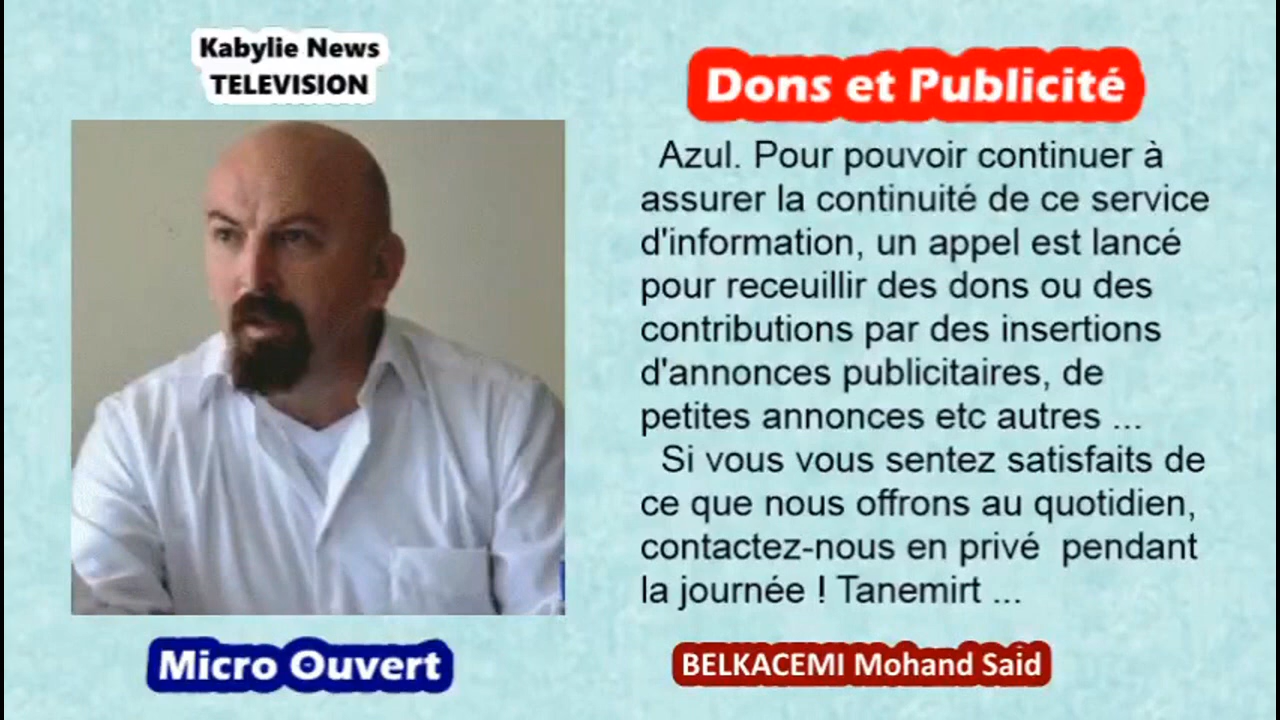 Kabylie News
TELEVISION
Dons et Publicité
Azul. Pour pouvoir continuer à
assurer la continuité de ce service
d'information, un appel est lancé
pour receuillir des dons ou des
contributions par des insertions
d'annonces publicitaires, de
petites annonces etc autres ...
Si vous vous sentez satisfaits de
ce que nous offrons au quotidien,
contactez-nous en privé pendant
la journée ! Tanemirt ...
Micro Ouvert
BELKACEMI Mohand Said